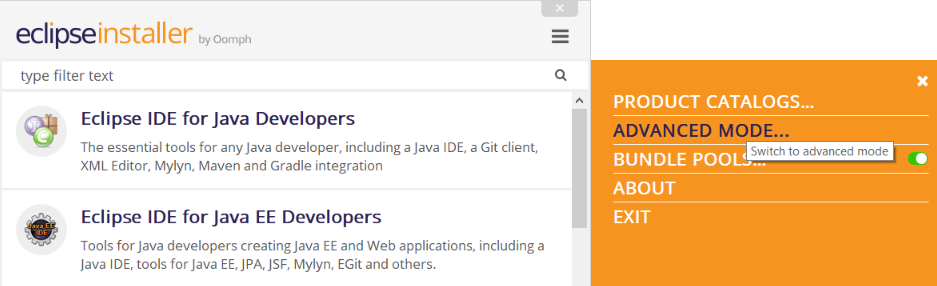 eclipseinstaller by Oomph
type filter text
Eclipse IDE for Java Developers
The essential tools for any Java developer, including a Java IDE, a Git client,
XML Editor, Mylyn, Maven and Gradle integration
Java EE
IDE
Eclipse IDE for Java EE Developers
Tools for Java developers creating Java EE and Web applications, including a
Java IDE, tools for Java EE, JPA, JSF, Mylyn, EGit and others.
PRODUCT CATALOGS...
ADVANCED MODE...
Switch to advanced mode
BUNDLE POOLS...
ABOUT
EXIT